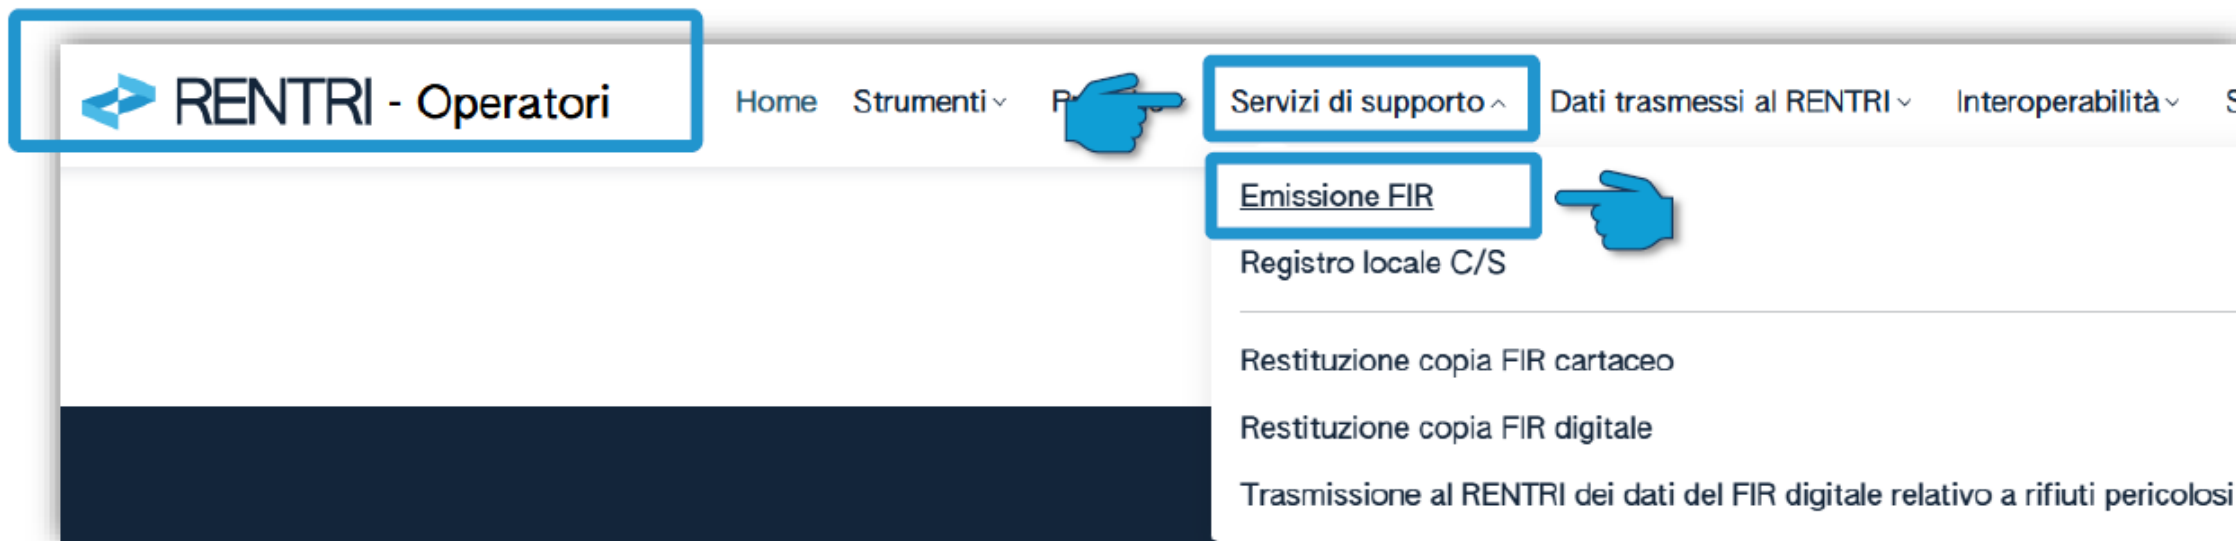 RENTRI - Operatori
Home Strumenti Servizi di supporto Dati trasmessi al RENTRI Interoperabilità
Emissione FIR
Registro locale C/S
Restituzione copia FIR cartaceo
Restituzione copia FIR digitale
Trasmissione al RENTRI dei dati del FIR digitale relativo a rifiuti pericolosi